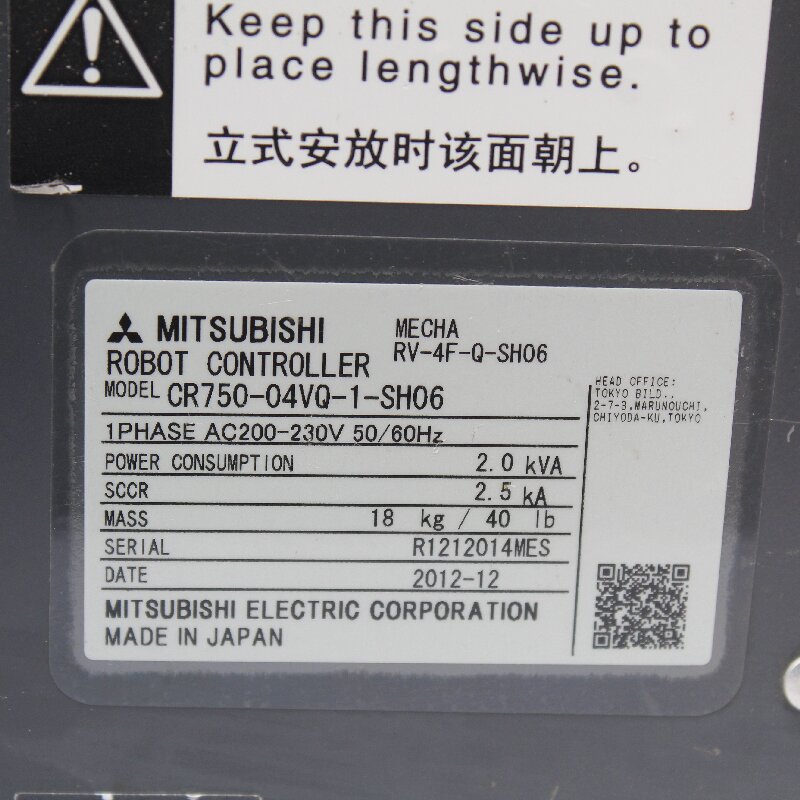 Keep this side up to
place lengthwise.
立式安放时该面朝上。
MITSUBISHI
ROBOT CONTROLLER
MECHA
RV-4F-Q-SH06
MODEL CR750-04VQ-1-SH06
1PHASE AC200-230V 50/60Hz
POWER CONSUMPTION 2.0 kVA
SCCR 2.5 kA
MASS 18 kg / 40 lb
SERIAL R1212014MES
DATE 2012-12
MITSUBISHI ELECTRIC CORPORATION
MADE IN JAPAN
HEAD OFFICE:
TOKYO BILD.,
2-7-3,MARUNOUCHI,
CHIYODA-KU,TOKYO